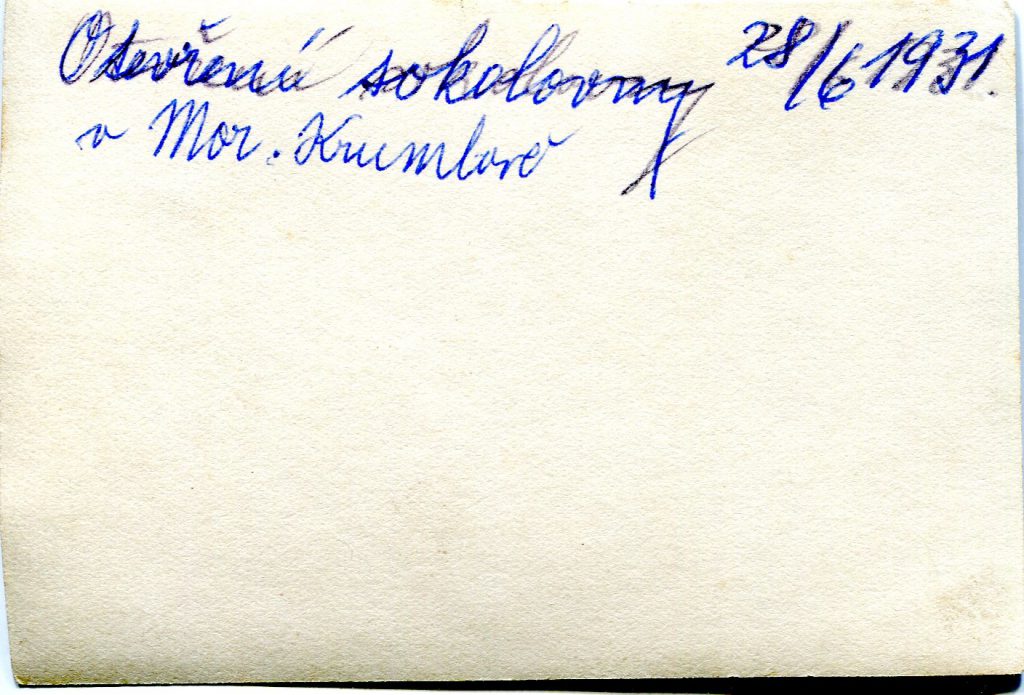 Otevření sokolovny 28/6 1931.
v Mor. Krumlově